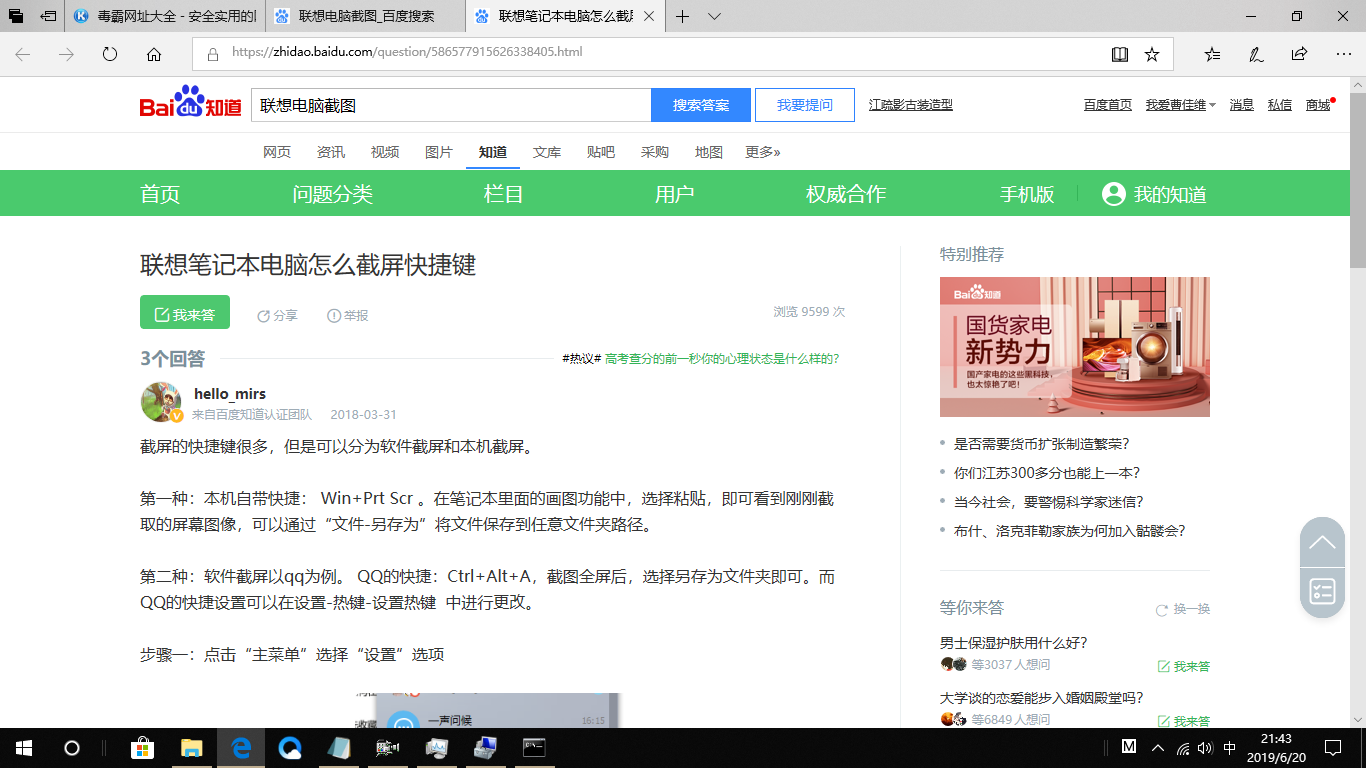 毒霸网址大全 - 安全实用的
联想电脑截图_百度搜索
联想笔记本电脑怎么截
https://zhidao.baidu.com/question/586577915626338405.html
Bai du 知道
联想电脑截图
搜索答案
我要提问
江疏影古装造型
百度首页
我爱曹佳维
消息
私信
商城
网页 资讯 视频 图片 知道 文库 贴吧 采购 地图 更多»
首页 问题分类 栏目 用户 权威合作 手机版 我的知道
联想笔记本电脑怎么截屏快捷键
我来答
分享
举报
浏览 9599 次
3个回答
#热议# 高考查分的前一秒你的心理状态是什么样的？
hello_mirs
来自百度知道认证团队 2018-03-31
截屏的快捷键很多，但是可以分为软件截屏和本机截屏。
第一种：本机自带快捷： Win+Prt Scr 。在笔记本里面的画图功能中，选择粘贴，即可看到刚刚截
取的屏幕图像，可以通过“文件-另存为”将文件保存到任意文件夹路径。
第二种：软件截屏以qq为例。 QQ的快捷：Ctrl+Alt+A，截图全屏后，选择另存为文件夹即可。而
QQ的快捷设置可以在设置-热键-设置热键 中进行更改。
步骤一：点击“主菜单”选择“设置”选项
一声问候
16:15
特别推荐
Bai du 知道
国货家电
新势力
国产家电的这些黑科技，
也太惊艳了吧！
是否需要货币扩张制造繁荣？
你们江苏300多分也能上一本？
当今社会，要警惕科学家迷信？
布什、洛克菲勒家族为何加入骷髅会？
等你来答
换一换
男士保湿护肤用什么好？
等3037人想问
我来答
大学谈的恋爱能步入婚姻殿堂吗？
等6849人想问
我来答
M
中
21:43
2019/6/20